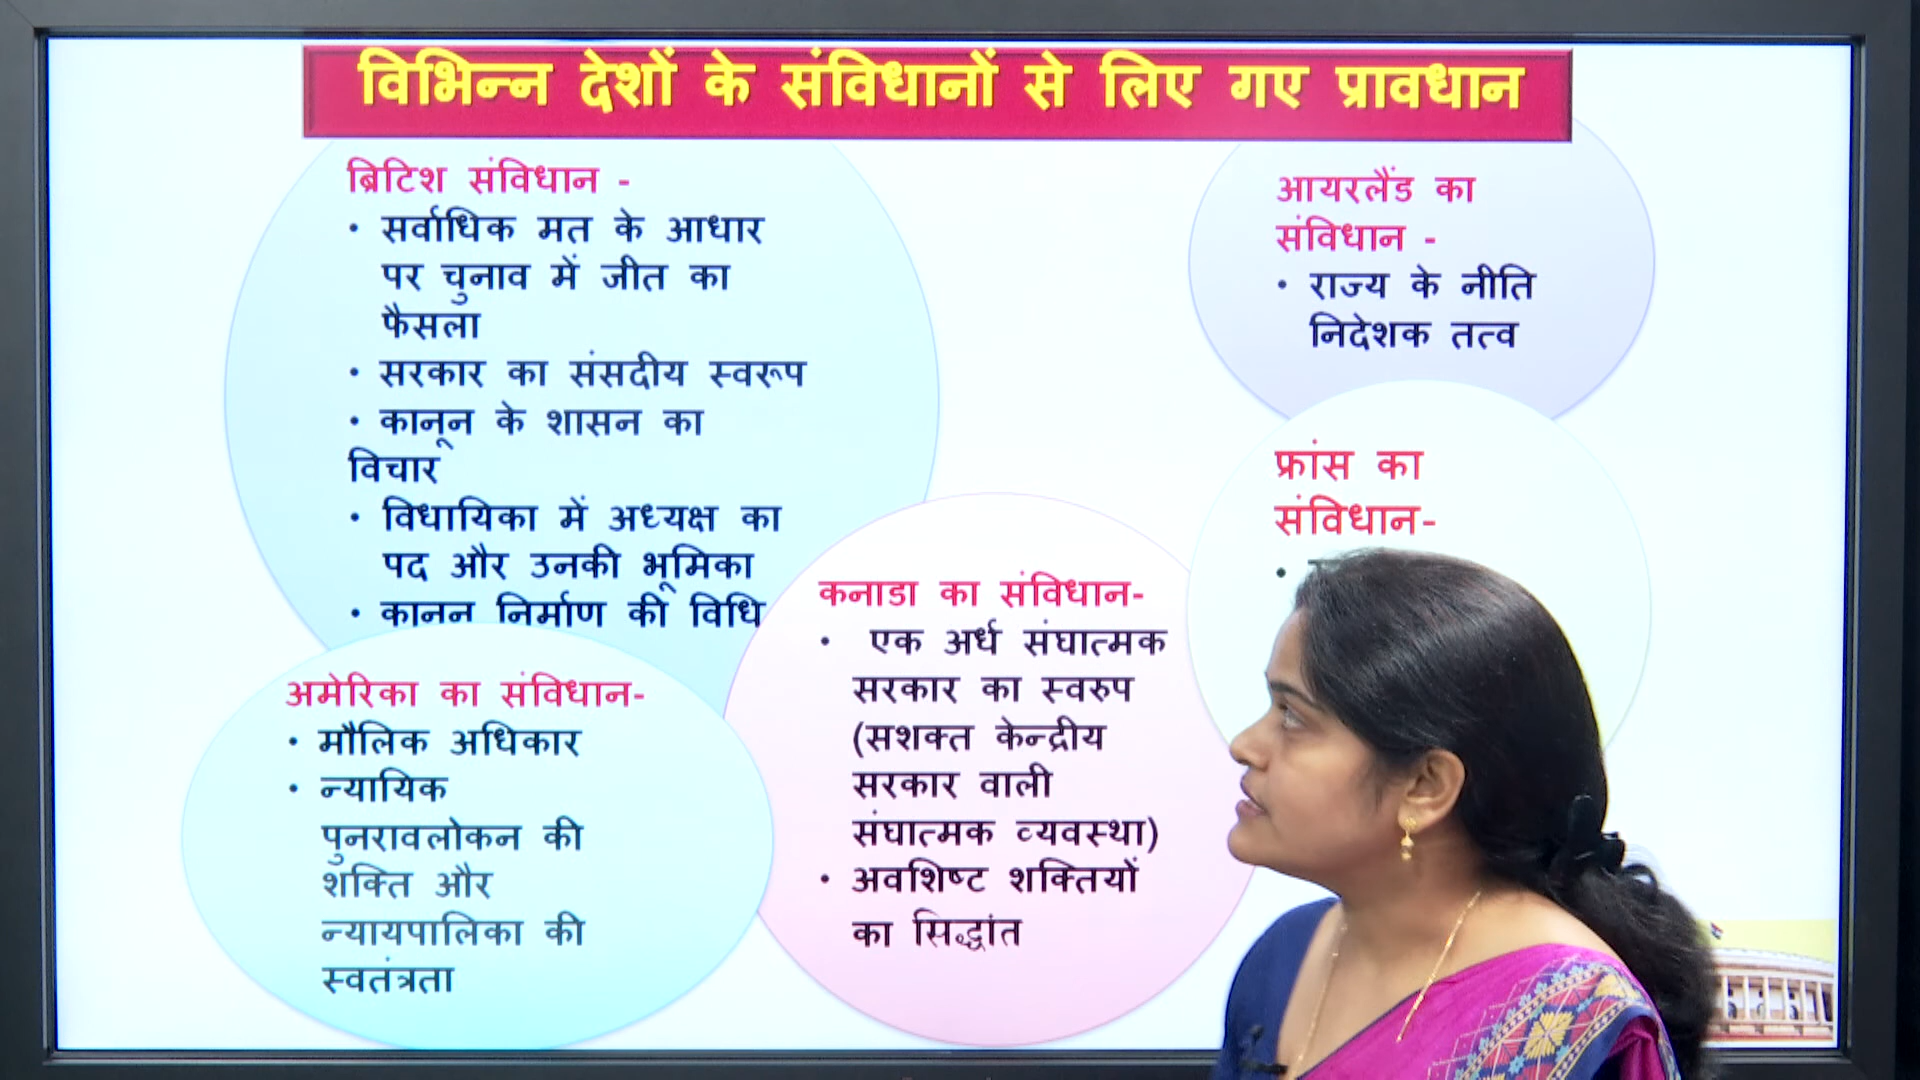 विभिन्न देशों के संविधानों से लिए गए प्रावधान
ब्रिटिश संविधान -
• सर्वाधिक मत के आधार
पर चुनाव में जीत का
फैसला
• सरकार का संसदीय स्वरूप
• कानून के शासन का
विचार
• विधायिका में अध्यक्ष का
पद और उनकी भूमिका
• कानून निर्माण की विधि
अमेरिका का संविधान-
• मौलिक अधिकार
• न्यायिक
पुनरावलोकन की
शक्ति और
न्यायपालिका की
स्वतंत्रता
कनाडा का संविधान-
• एक अर्ध संघात्मक
सरकार का स्वरुप
(सशक्त केन्द्रीय
सरकार वाली
संघात्मक व्यवस्था)
• अवशिष्ट शक्तियों
का सिद्धांत
आयरलैंड का
संविधान -
• राज्य के नीति
निदेशक तत्व
फ्रांस का
संविधान-